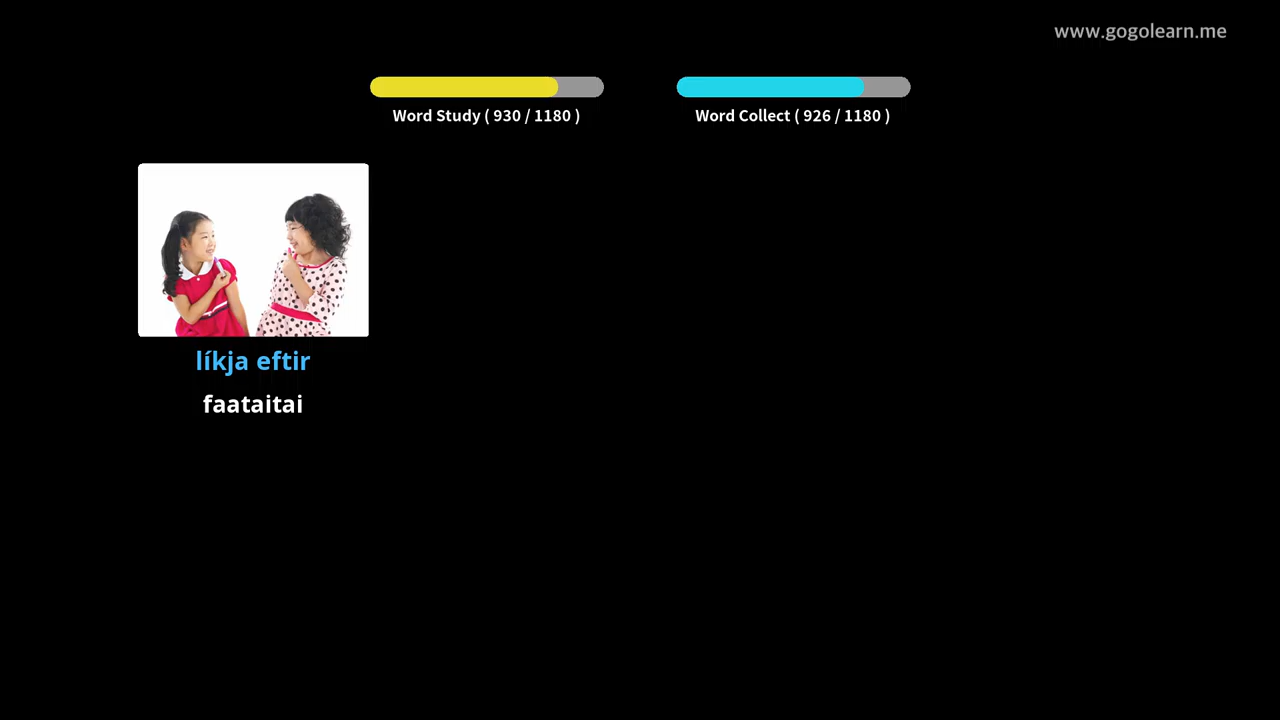 www.gogolearn.me
Word Study ( 930 / 1180 )
Word Collect ( 926 / 1180 )
líkja eftir
faataitai